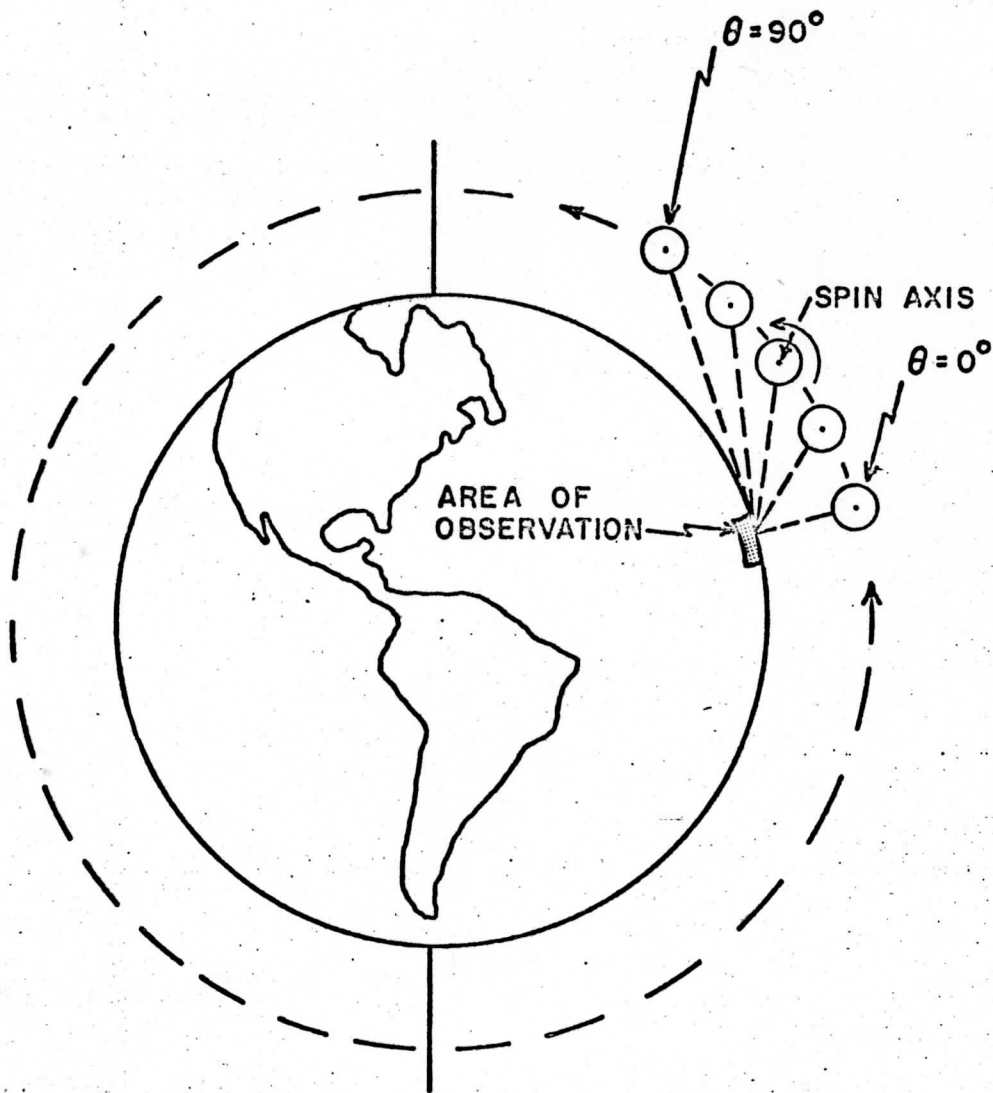 θ=90°
SPIN AXIS
θ=0°
AREA OF
OBSERVATION